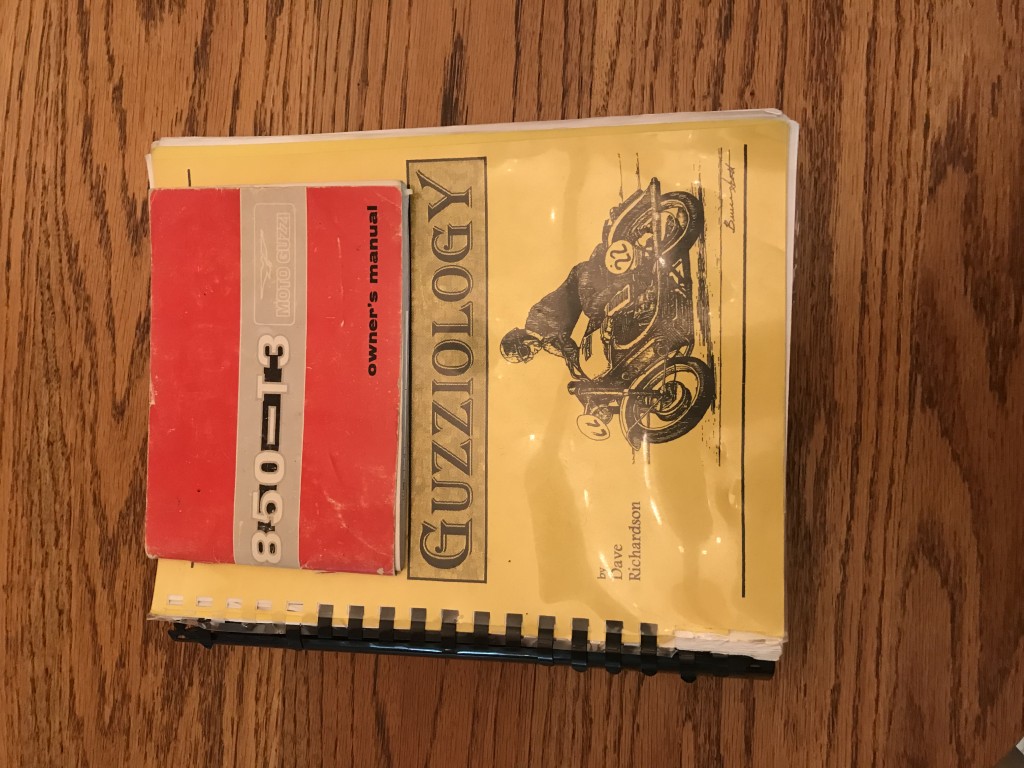 850-T3
MOTO GUZZI
owner's manual
GUZZIOLOGY
22
22
by
Dave
Richardson